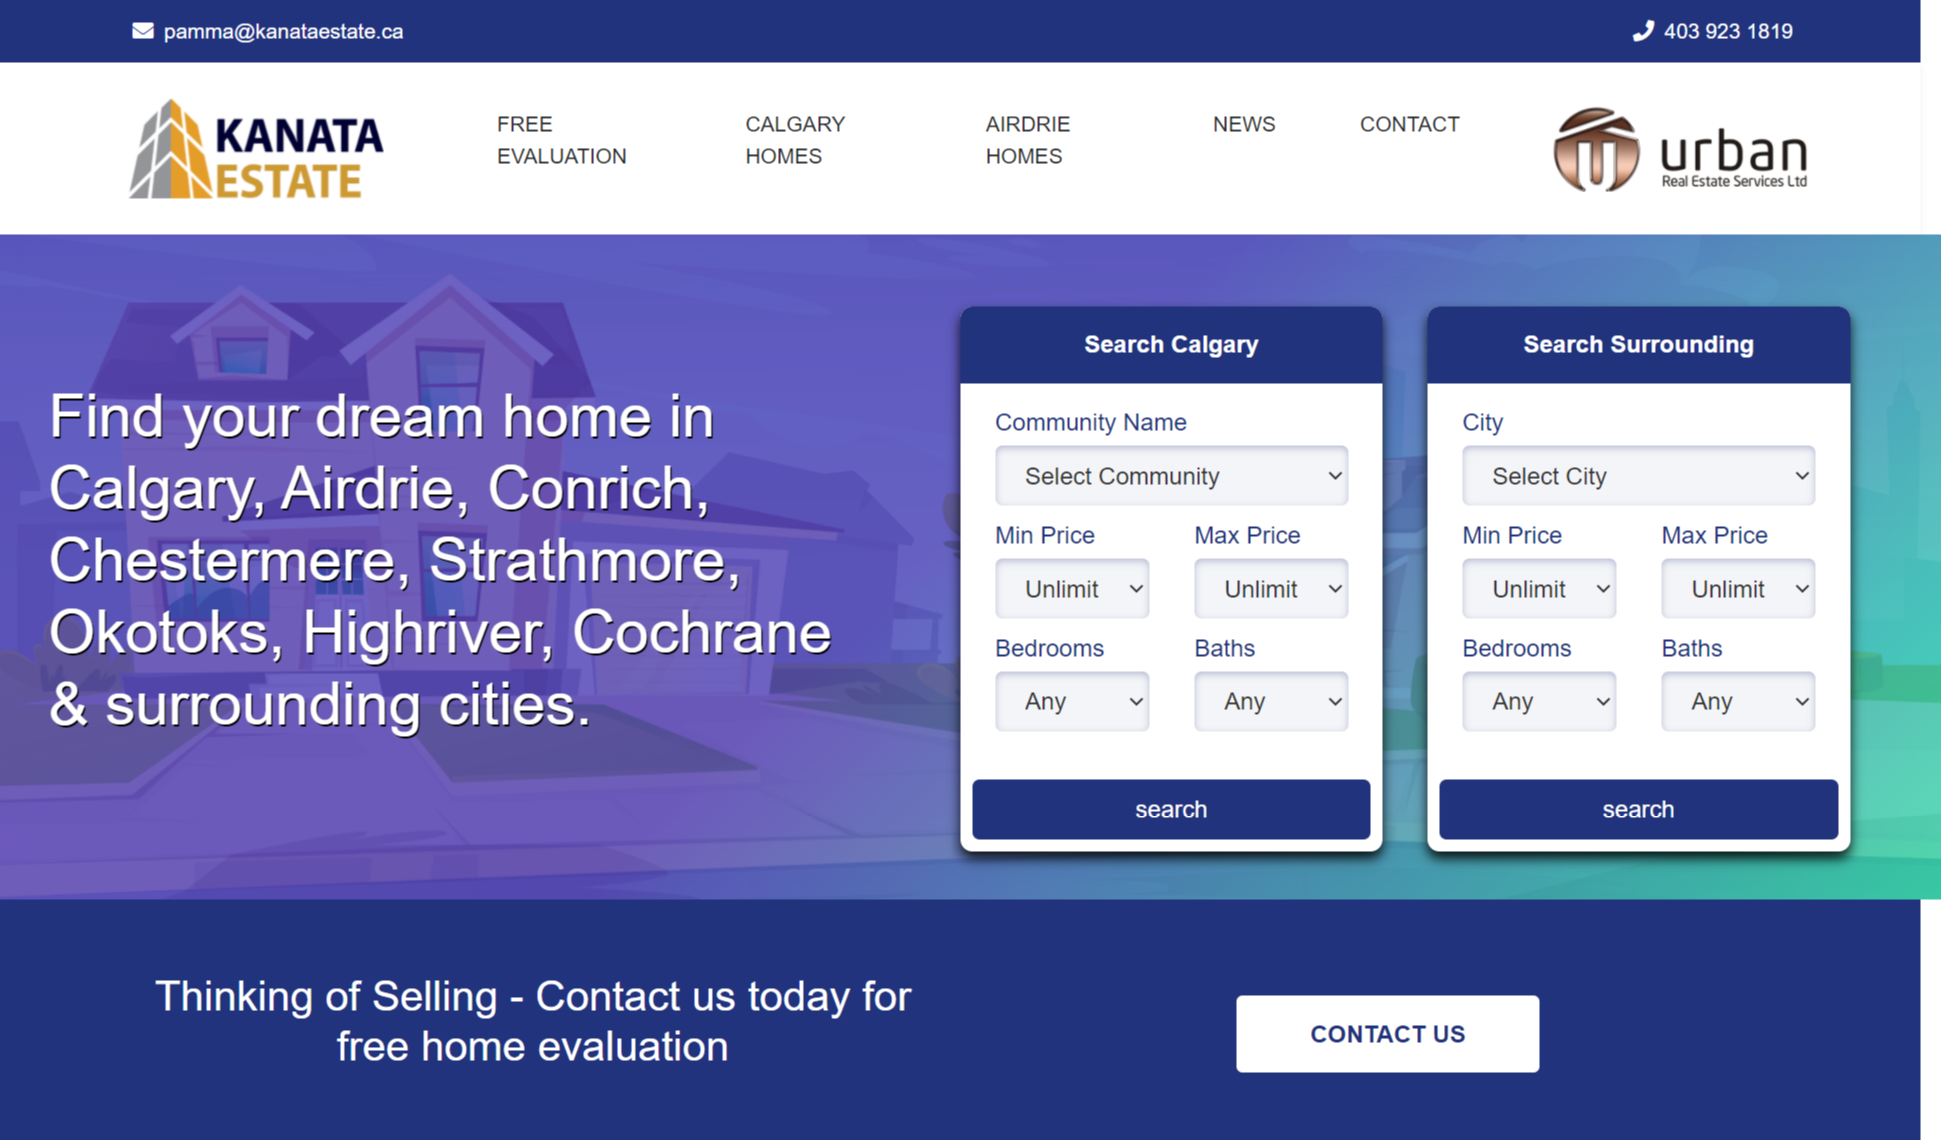 pamma@kanataestate.ca
403 923 1819
KANATA
ESTATE
FREE
EVALUATION
CALGARY
HOMES
AIRDRIE
HOMES
NEWS
CONTACT
urban
Real Estate Services Ltd
Find your dream home in
Calgary, Airdrie, Conrich,
Chestermere, Strathmore,
Okotoks, Highriver, Cochrane
& surrounding cities.
Search Calgary
Community Name
Select Community
Min Price
Max Price
Unlimit
Unlimit
Bedrooms
Baths
Any
Any
search
Search Surrounding
City
Select City
Min Price
Max Price
Unlimit
Unlimit
Bedrooms
Baths
Any
Any
search
Thinking of Selling - Contact us today for
free home evaluation
CONTACT US